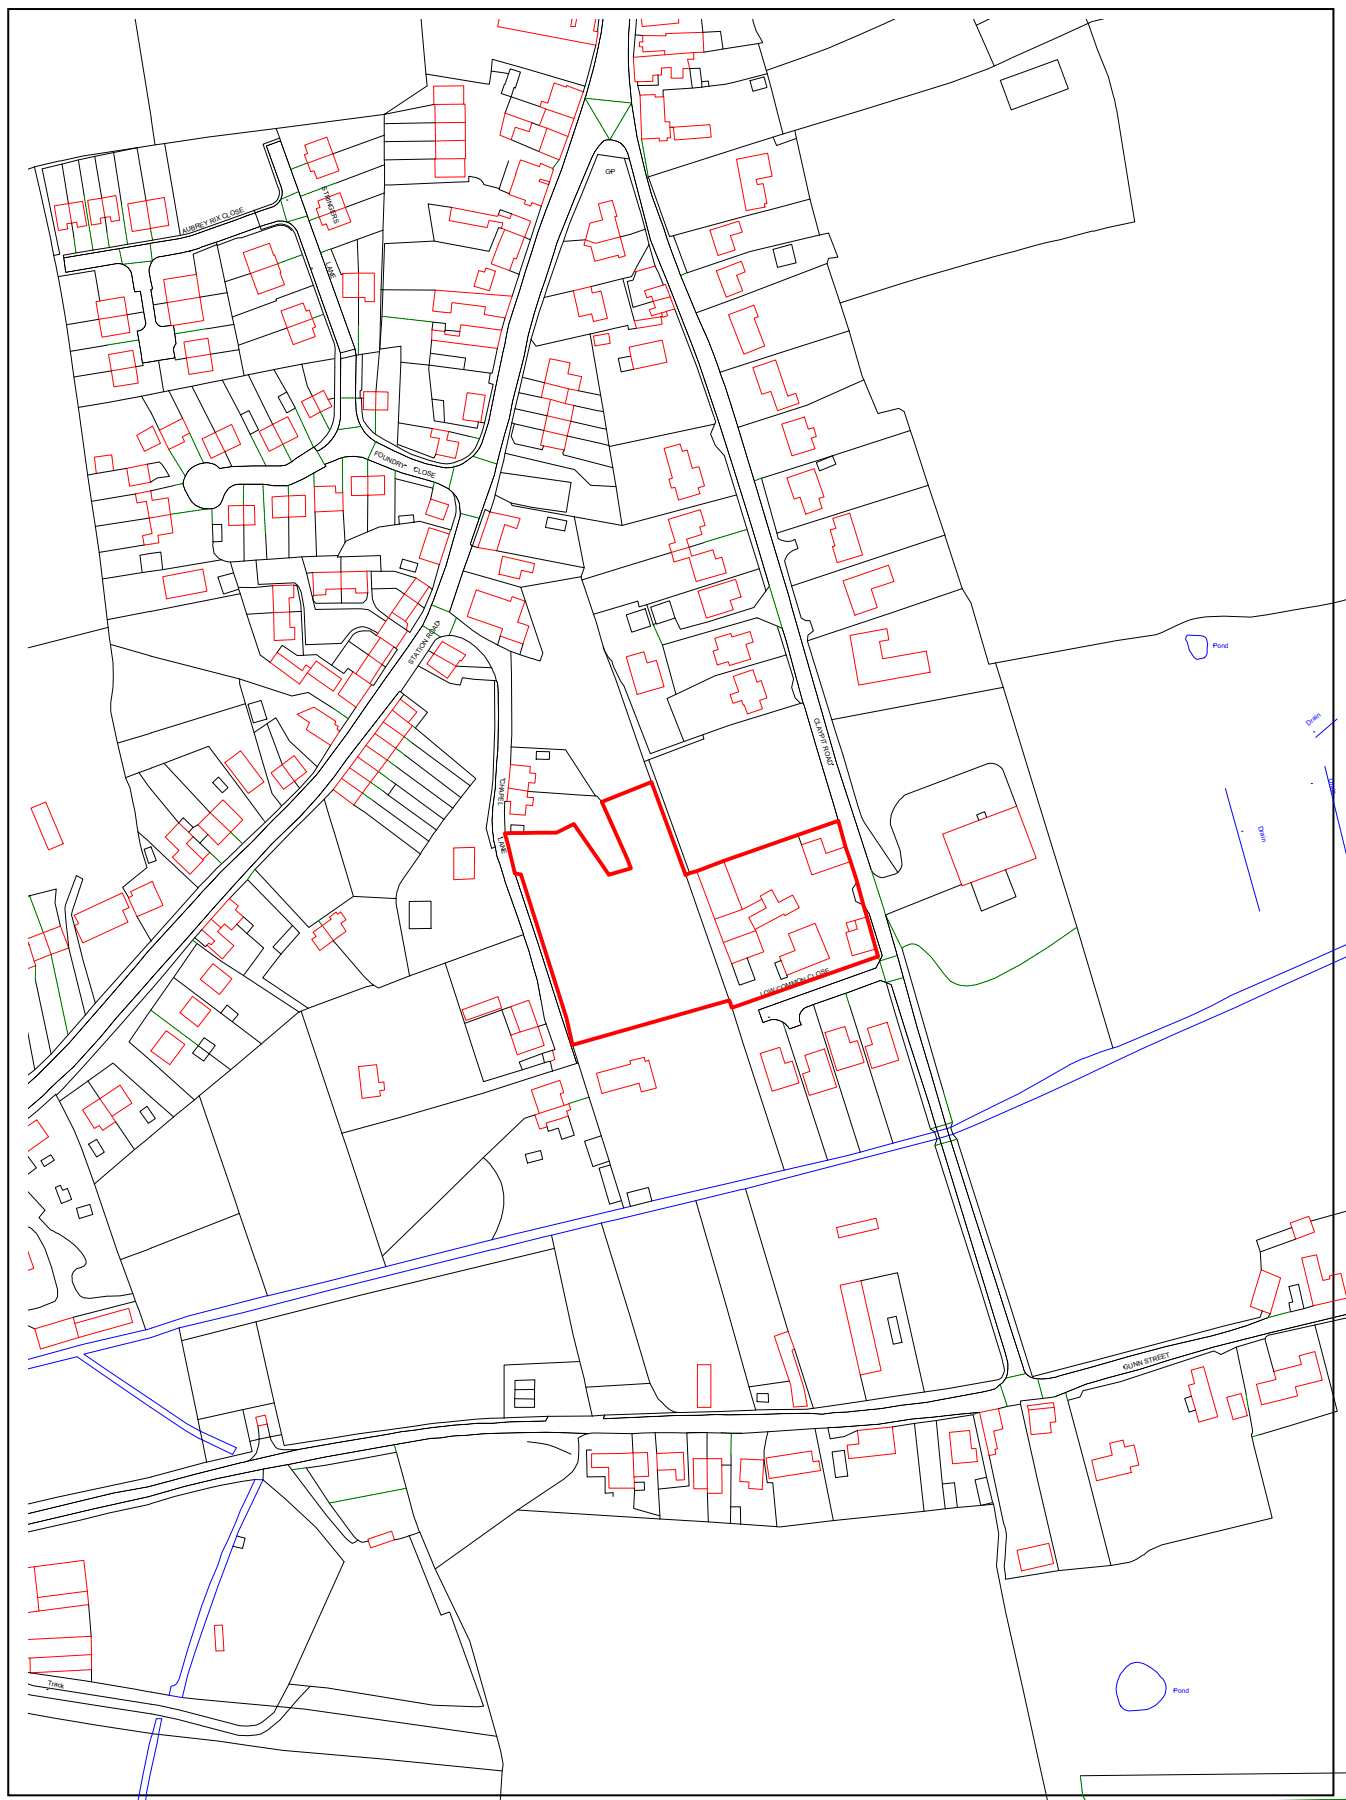 GP
STRINGERS
AUBREY RIX CLOSE
LANE
FOUNDRY CLOSE
STATION ROAD
Pond
CLAYPIT ROAD
Drain
Drain
CHAPEL
Drain
LANE
LOW COMMON CLOSE
GUNN STREET
Track
Pond